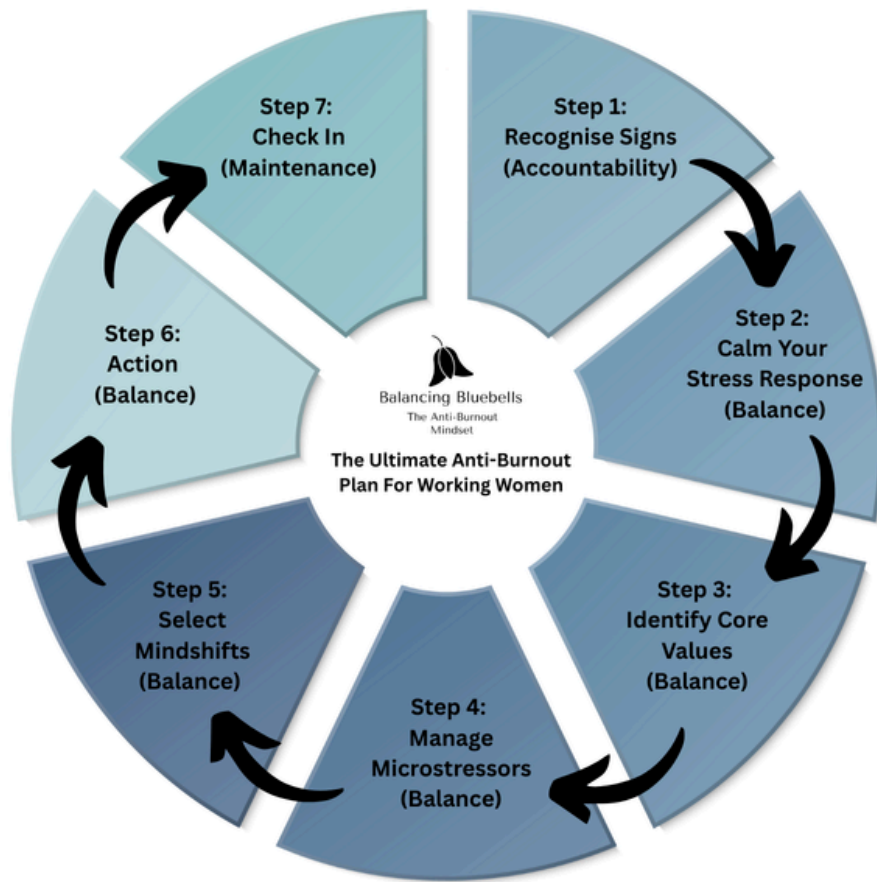 Step 7:
Check In
(Maintenance)
Step 1:
Recognise Signs
(Accountability)
Step 6:
Action
(Balance)
Step 2:
Calm Your
Stress Response
(Balance)
Balancing Bluebells
The Anti-Burnout
Mindset
The Ultimate Anti-Burnout
Plan For Working Women
Step 5:
Select
Mindshifts
(Balance)
Step 3:
Identify Core
Values
(Balance)
Step 4:
Manage
Microstressors
(Balance)